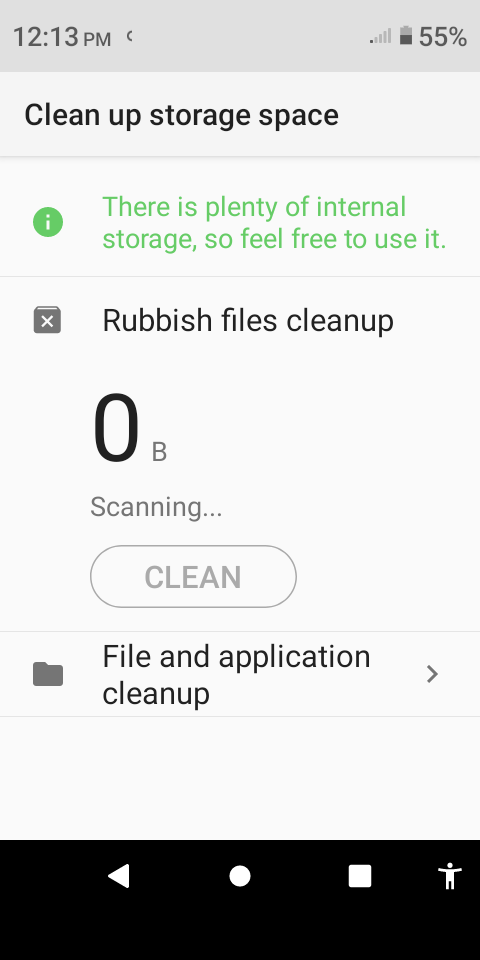 12:13 PM
55%
Clean up storage space
There is plenty of internal
storage, so feel free to use it.
Rubbish files cleanup
0 B
Scanning...
CLEAN
File and application
cleanup